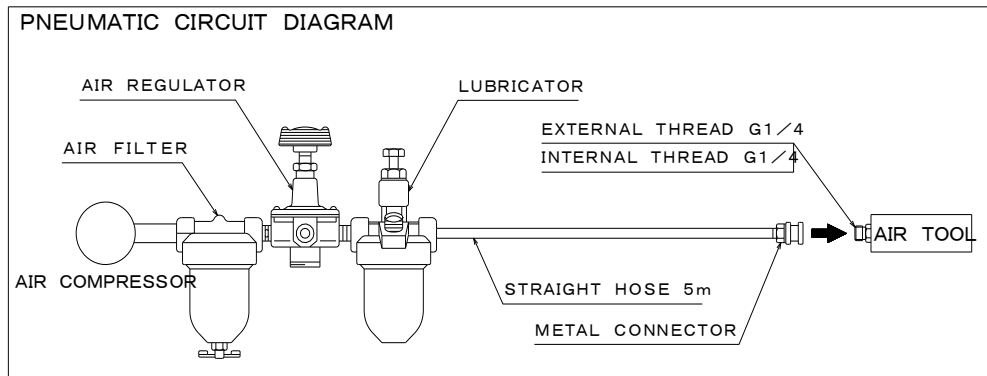 PNEUMATIC CIRCUIT DIAGRAM
AIR REGULATOR
LUBRICATOR
EXTERNAL THREAD G1/4
AIR FILTER
INTERNAL THREAD G1/4
AIR TOOL
AIR COMPRESSOR
STRAIGHT HOSE 5m
METAL CONNECTOR